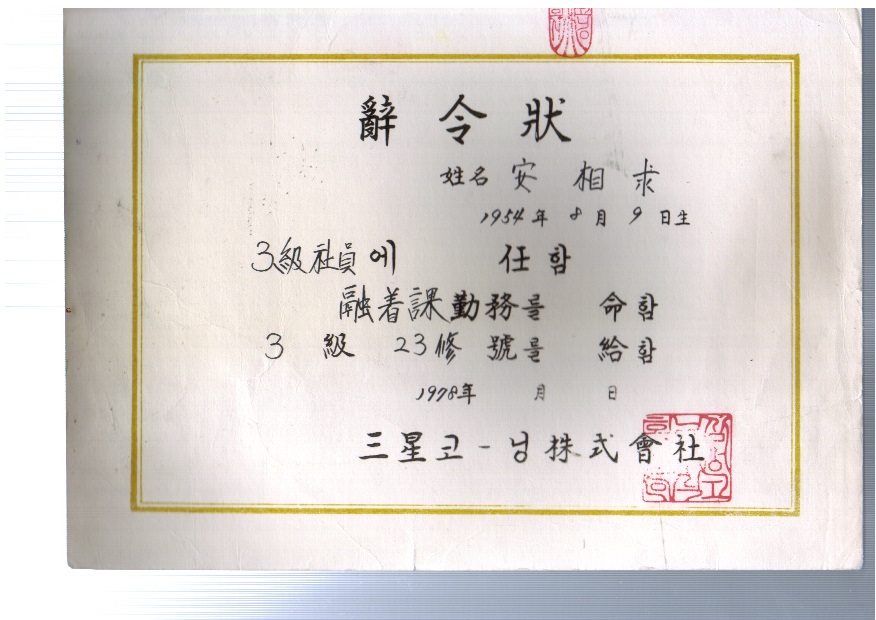 辭令狀
姓名 安相求
1954年 8月 9日生
3級社員에 任함
融着課勤務를 命함
3級 23修號를 給含
1978年 月 日
三星코-닝株式會社